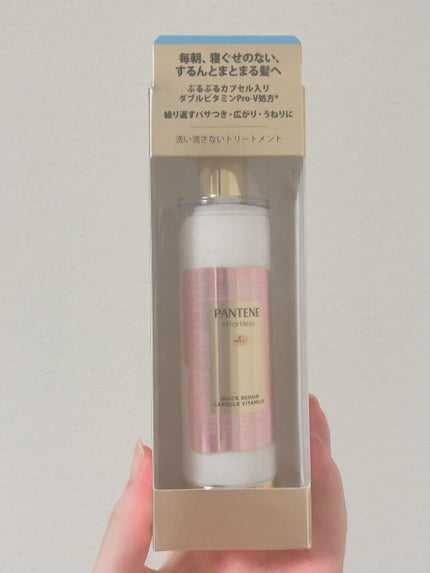 毎朝、寝ぐせのない、
するんとまとまる髪へ
ぷるぷるカプセル入り
ダブルビタミンPro-V処方*
繰り返すパサつき・広がり・うねりに
洗い流さないトリートメント
PANTENE
effortless
QUICK REPAIR
CAPSULE VITAMILK